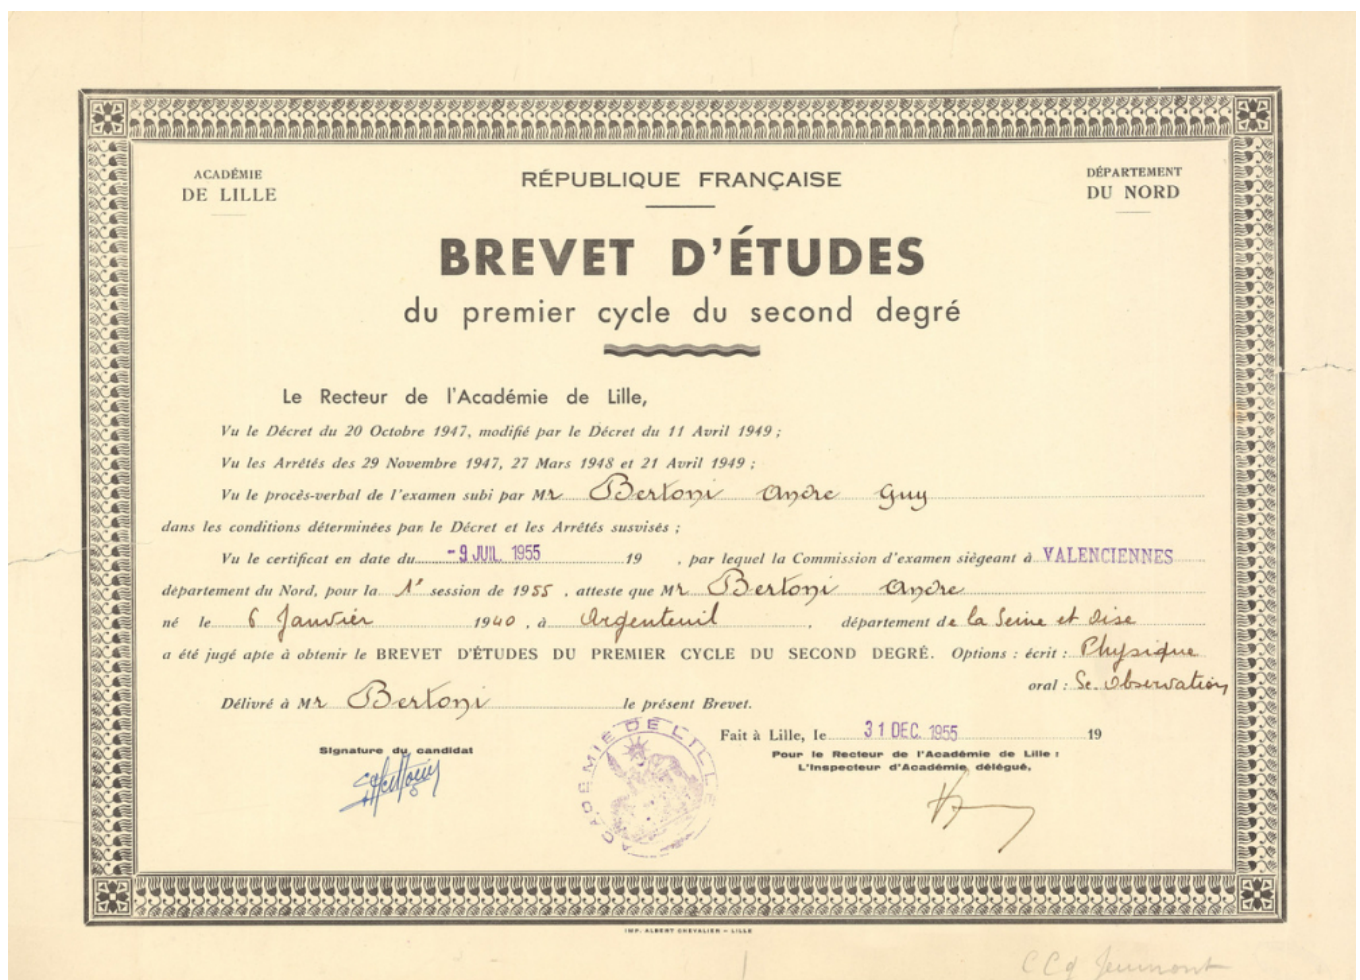 ACADÉMIE
DE LILLE
RÉPUBLIQUE FRANÇAISE
DÉPARTEMENT
DU NORD
BREVET D'ÉTUDES
du premier cycle du second degré
Le Recteur de l'Académie de Lille,
Vu le Décret du 20 Octobre 1947, modifié par le Décret du 11 Avril 1949 ;
Vu les Arrêtés des 29 Novembre 1947, 27 Mars 1948 et 21 Avril 1949 ;
Vu le procès-verbal de l'examen subi par Mr Bertoni Andre Guy
dans les conditions déterminées par le Décret et les Arrêtés susvisés ;
Vu le certificat en date du -9 JUIL. 1955 19 , par lequel la Commission d'examen siégeant à VALENCIENNES
département du Nord, pour la 1e session de 1955 , atteste que Mr Bertoni Andre
né le 6 Janvier 1940 , à Argenteuil , département de la Seine et Oise
a été jugé apte à obtenir le BREVET D'ÉTUDES DU PREMIER CYCLE DU SECOND DEGRÉ. Options : écrit : Physique
oral : Sc. Observation
Délivré à Mr Bertoni le présent Brevet.
Fait à Lille, le 31 DEC. 1955 19
Signature du candidat
Pour le Recteur de l'Académie de Lille :
L'Inspecteur d'Académie délégué,
ACADÉMIE DE LILLE
IMP. ALBERT CHEVALIER – LILLE
Jeumont